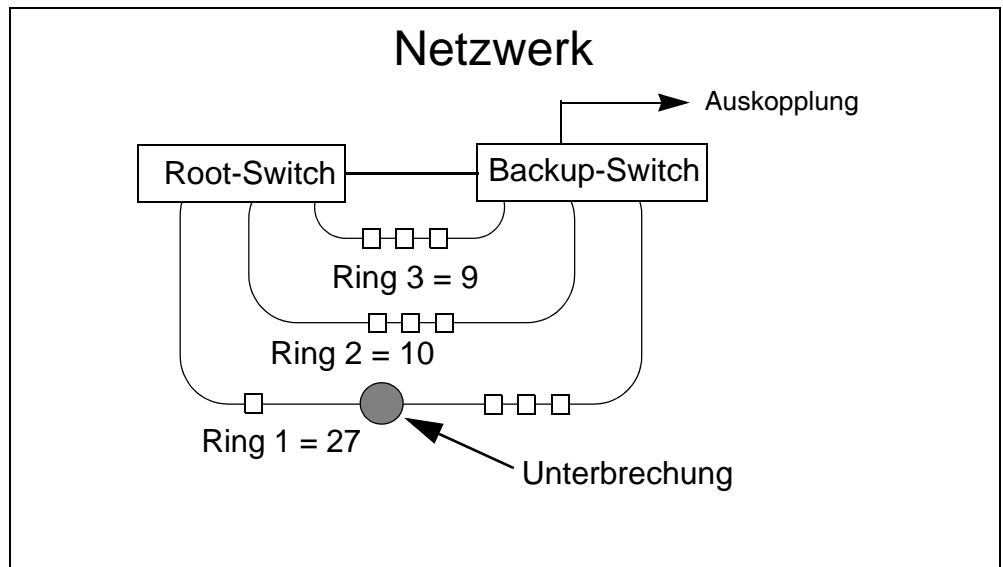 Netzwerk
Auskopplung
Root-Switch
Backup-Switch
Ring 3 = 9
Ring 2 = 10
Ring 1 = 27
Unterbrechung